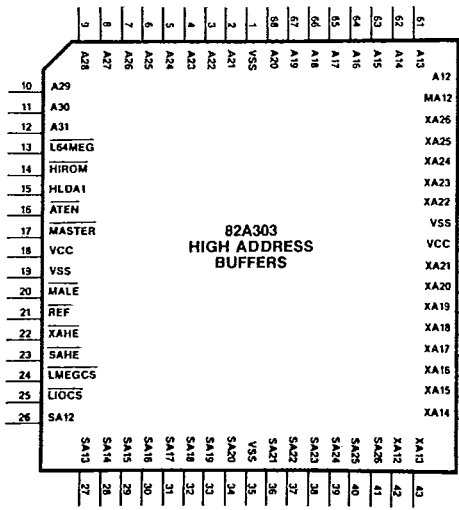 9 8 7 6 5 4 3 2 1 68 67 66 65 64 63 62 61
A28 A27 A26 A25 A24 A23 A22 A21 VSS A20 A19 A18 A17 A16 A15 A14 A13
10 A29
11 A30
12 A31
13 L64MEG
14 HIROM
15 HLDA1
16 ATEN
17 MASTER
18 VCC
19 VSS
20 MALE
21 REF
22 XAHE
23 SAHE
24 LMEGCS
25 LIOCS
26 SA12
82A303
HIGH ADDRESS
BUFFERS
A12
MA12
XA26
XA25
XA24
XA23
XA22
VSS
VCC
XA21
XA20
XA19
XA18
XA17
XA16
XA15
XA14
SA13 SA14 SA15 SA16 SA17 SA18 SA19 SA20 VSS SA21 SA22 SA23 SA24 SA25 SA26 XA12 XA13
27 28 29 30 31 32 33 34 35 36 37 38 39 40 41 42 43